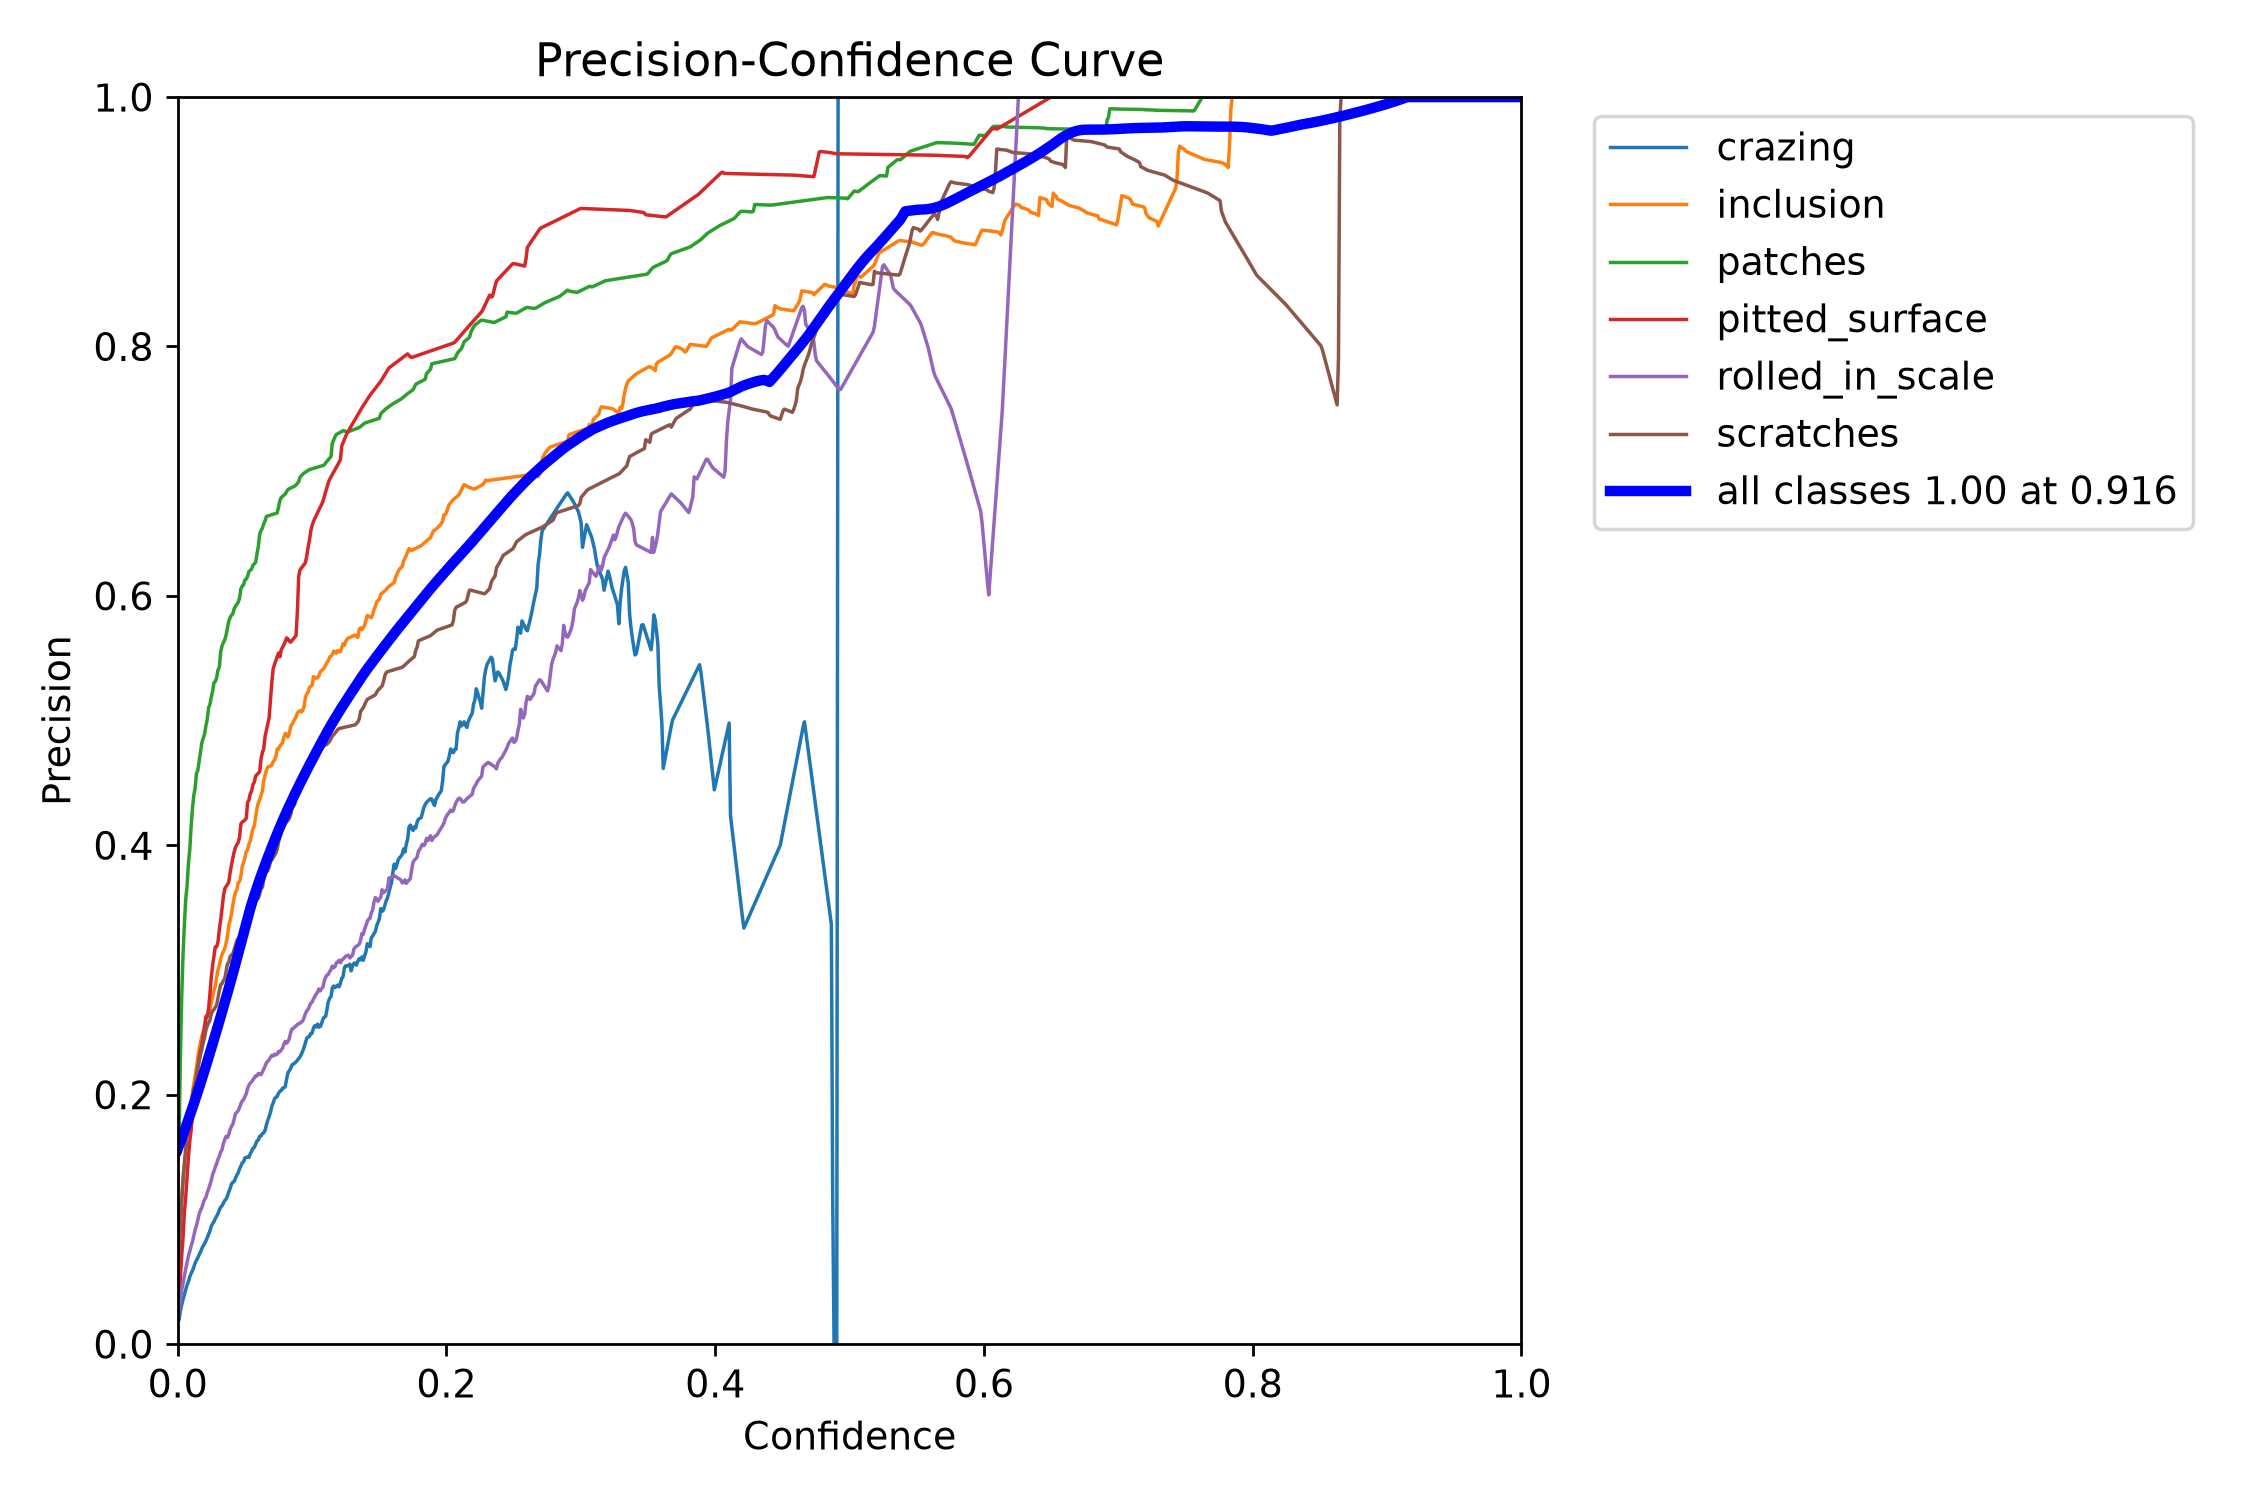 Precision-Confidence Curve
1.0
0.8
0.6
0.4
0.2
0.0
Precision
0.0 0.2 0.4 0.6 0.8 1.0
Confidence
crazing
inclusion
patches
pitted_surface
rolled_in_scale
scratches
all classes 1.00 at 0.916